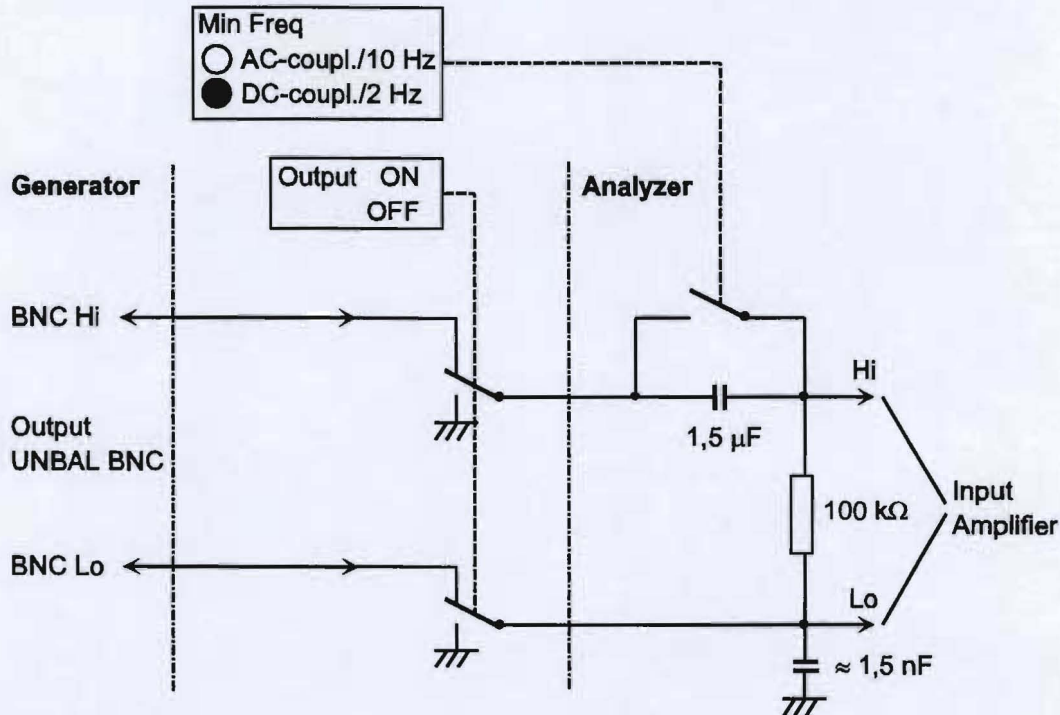 Min Freq
AC-coupl./10 Hz
DC-coupl./2 Hz
Generator
Output ON
OFF
Analyzer
BNC Hi
Hi
1,5 µF
Output
UNBAL BNC
100 kΩ
Input
Amplifier
BNC Lo
Lo
≈ 1,5 nF